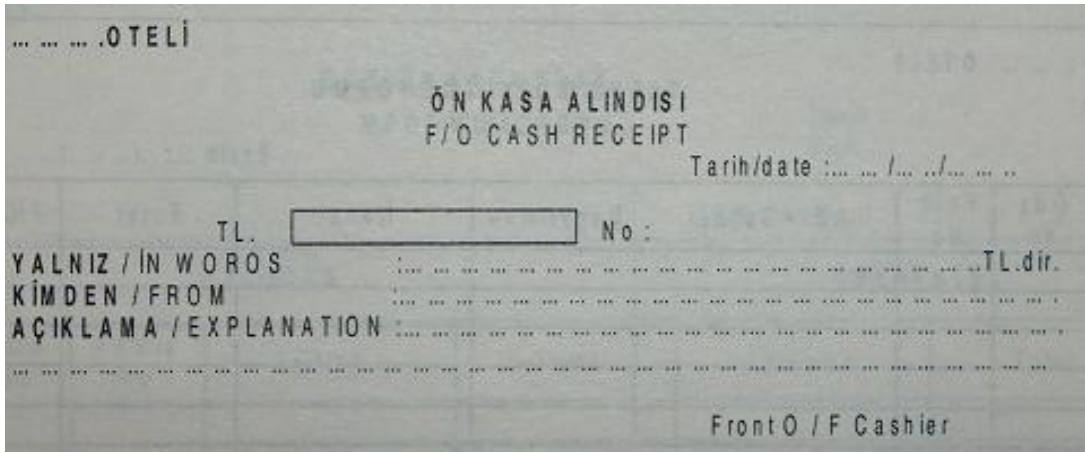 ... ... ... .OTELİ
ÖN KASA ALINDISI
F/O CASH RECEIPT
Tarih/date :... ... /... ../... ... ..
TL. No :
YALNIZ / İN WOROS :... ... ... ... ... ... ... ... ... ... ... ... ... ... ... ... ... ... ... ..TL.dir.
KİMDEN / FROM :... ... ... ... ... ... ... ... ... ... ... ... ... ... ... ... ... ... ... ... ... ... .
AÇIKLAMA / EXPLANATION :... ... ... ... ... ... ... ... ... ... ... ... ... ... ... ... ... ... ... ... ... ... .
... ... ... ... ... ... ... ... ... ... ... ... ... ... ... ... ... ... ... ... ... ... ... ... ... ... ... ... ... ... ... ... ... ... ... ...
Front O / F Cashier